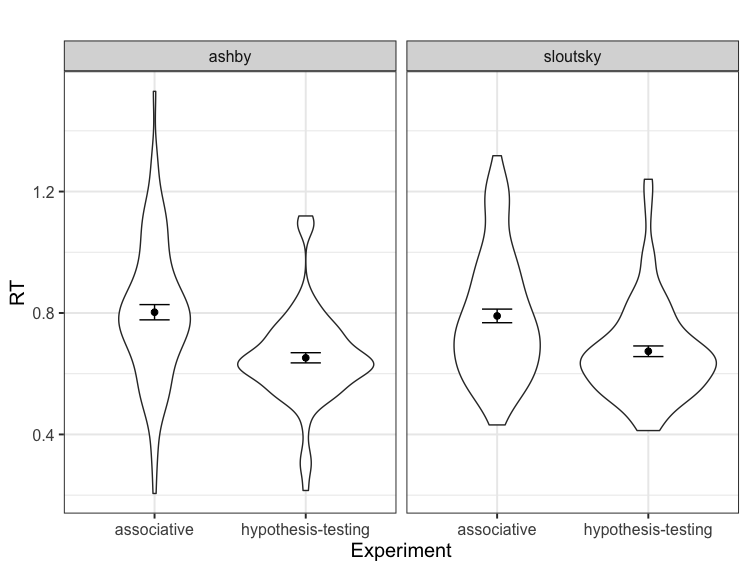 ashby
sloutsky
RT
1.2
0.8
0.4
associative
hypothesis-testing
associative
hypothesis-testing
Experiment